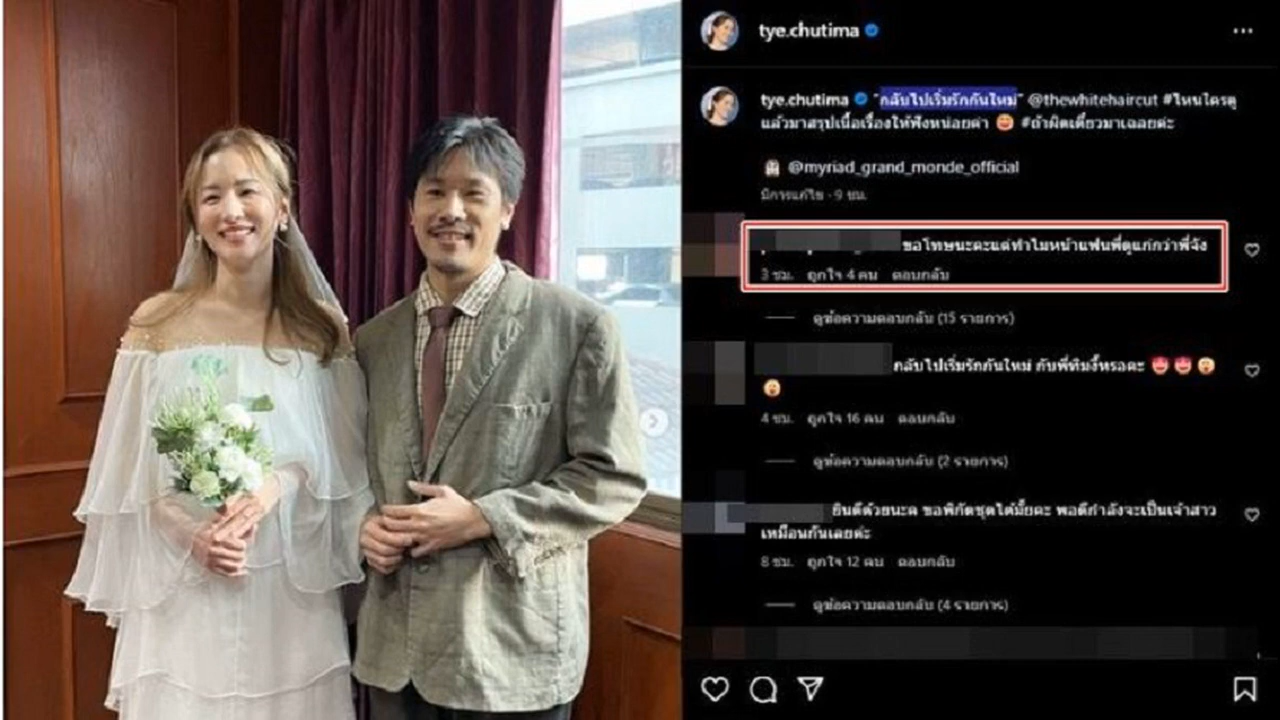 tye.chutima
tye.chutima "กลับไปเริ่มรักกันใหม่" @thewhitehaircut #ไหนใครดู
แล้วมาสรุปเนื้อเรื่องให้ฟังหน่อยค่า #ถ้าผิดเดี๋ยวมาเฉลยค่ะ
@myriad_grand_monde_official
มีการแก้ไข · 9 ชม.
ขอโทษนะคะแต่ทำไมหน้าแฟนพี่ดูแก่กว่าพี่จัง
3 ชม. ถูกใจ 4 คน ตอบกลับ
ดูข้อความตอบกลับ (15 รายการ)
กลับไปเริ่มรักกันใหม่ กับพี่ทิมงี้หรอคะ
4 ชม. ถูกใจ 16 คน ตอบกลับ
ดูข้อความตอบกลับ (2 รายการ)
ยินดีด้วยนะค ขอพิกัดชุดได้มั้ยคะ พอดีกำลังจะเป็นเจ้าสาว
เหมือนกันเลยค่ะ
8 ชม. ถูกใจ 12 คน ตอบกลับ
ดูข้อความตอบกลับ (4 รายการ)